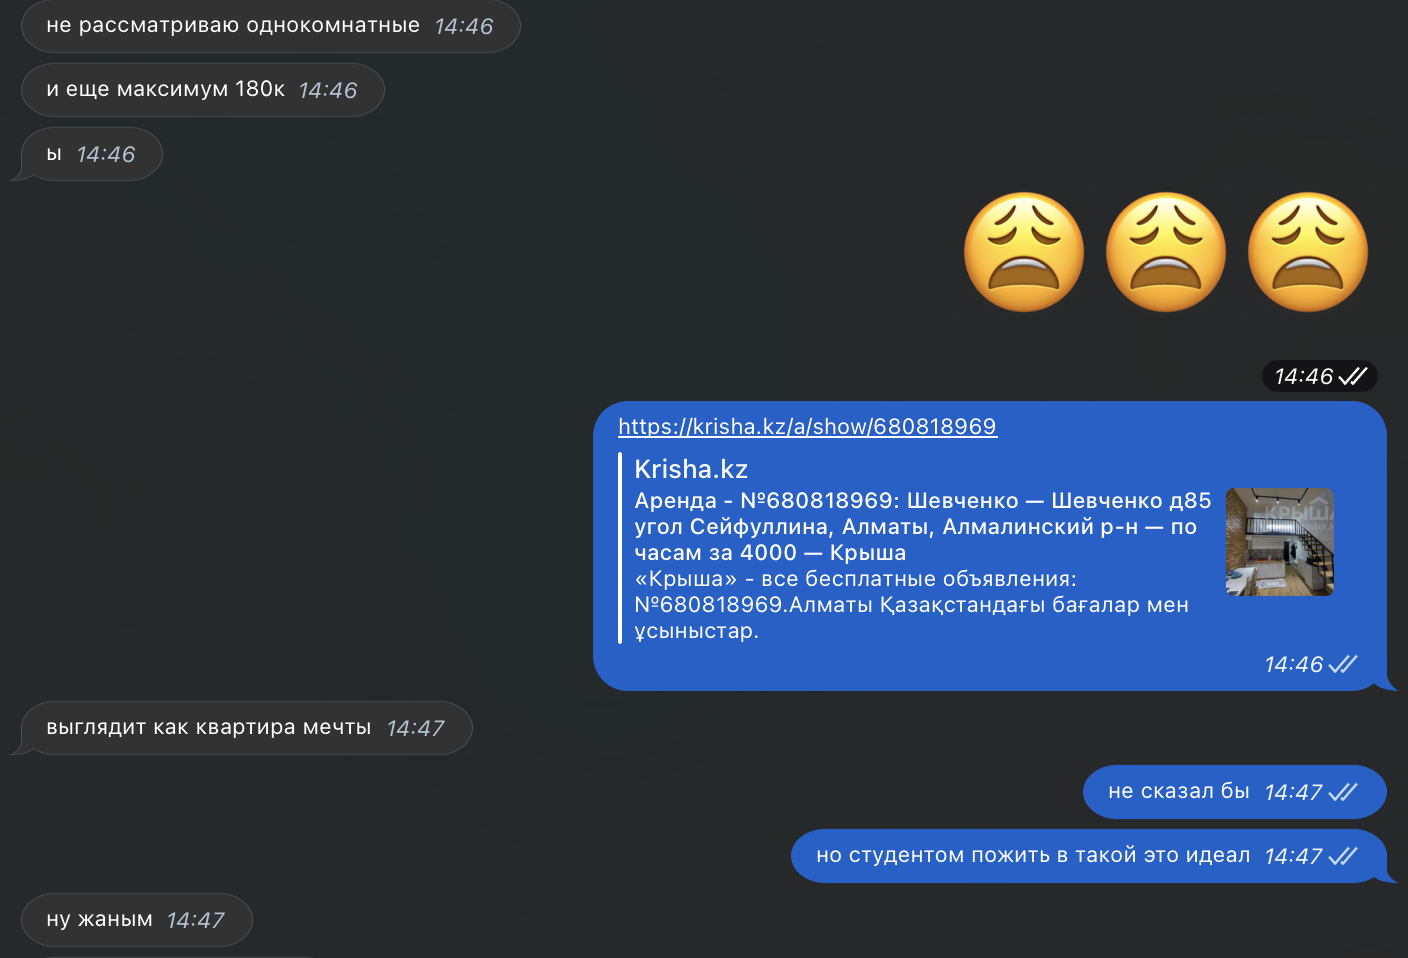 не рассматриваю однокомнатные 14:46
и еще максимум 180к 14:46
ы 14:46
14:46
https://krisha.kz/a/show/680818969
Krisha.kz
Аренда - №680818969: Шевченко — Шевченко д85
угол Сейфуллина, Алматы, Алмалинский р-н — по
часам за 4000 — Крыша
«Крыша» - все бесплатные объявления:
№680818969.Алматы Қазақстандағы бағалар мен
ұсыныстар.
14:46
выглядит как квартира мечты 14:47
не сказал бы 14:47
но студентом пожить в такой это идеал 14:47
ну жаным 14:47